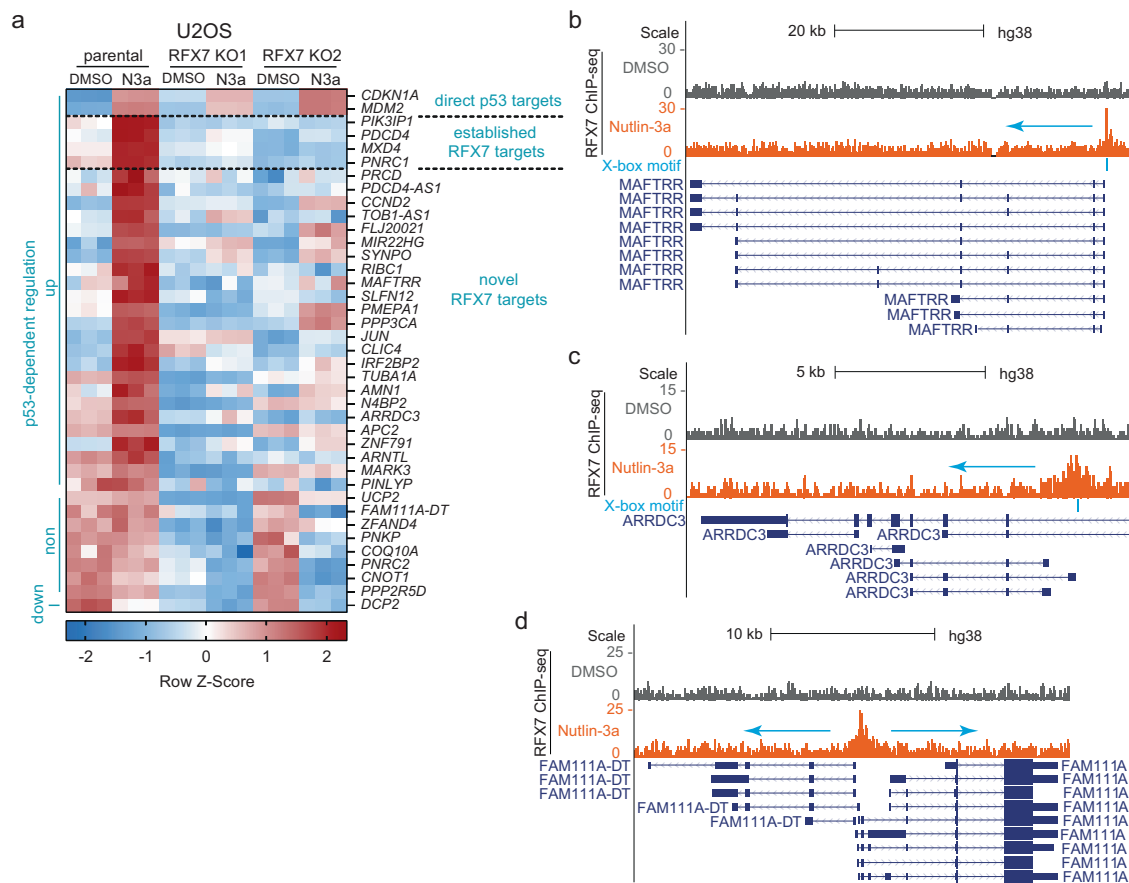 a
U2OS
parental RFX7 KO1 RFX7 KO2
DMSO N3a DMSO N3a DMSO N3a
CDKN1A
MDM2
PIK3IP1
PDCD4
MXD4
PNRC1
PRCD
PDCD4-AS1
CCND2
TOB1-AS1
FLJ20021
MIR22HG
SYNPO
RIBC1
MAFTRR
SLFN12
PMEPA1
PPP3CA
JUN
CLIC4
IRF2BP2
TUBA1A
AMN1
N4BP2
ARRDC3
APC2
ZNF791
ARNTL
MARK3
PINLYP
UCP2
FAM111A-DT
ZFAND4
PNKP
COQ10A
PNRC2
CNOT1
PPP2R5D
DCP2
direct p53 targets
established
RFX7 targets
novel
RFX7 targets
p53-dependent regulation
up
non
down
-2 -1 0 1 2
Row Z-Score
b
Scale 20 kb hg38
RFX7 ChIP-seq
30
DMSO
0
30
Nutlin-3a
0
X-box motif
MAFTRR
MAFTRR
MAFTRR
MAFTRR
MAFTRR
MAFTRR
MAFTRR
MAFTRR
MAFTRR
MAFTRR
MAFTRR
c
Scale 5 kb hg38
RFX7 ChIP-seq
15
DMSO
0
15
Nutlin-3a
0
X-box motif
ARRDC3
ARRDC3 ARRDC3
ARRDC3
ARRDC3
ARRDC3
ARRDC3
d
Scale 10 kb hg38
RFX7 ChIP-seq
25
DMSO
0
25
Nutlin-3a
0
FAM111A-DT FAM111A
FAM111A-DT FAM111A
FAM111A-DT FAM111A
FAM111A-DT FAM111A
FAM111A-DT FAM111A
FAM111A
FAM111A
FAM111A
FAM111A